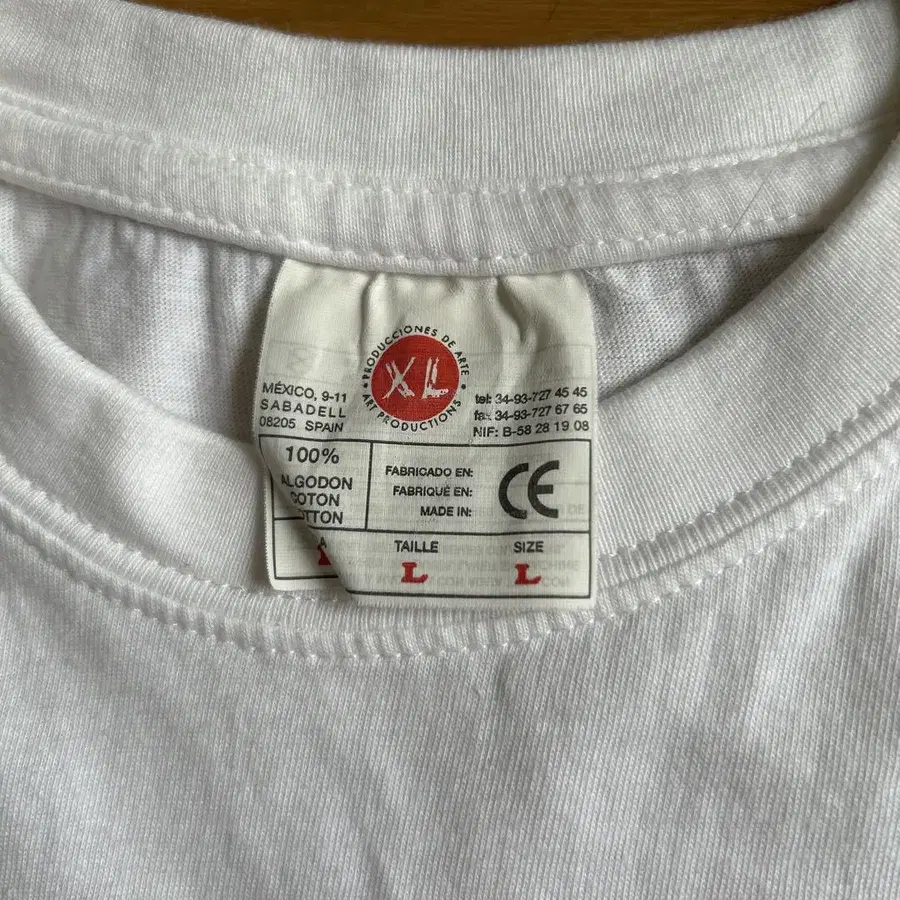 PRODUCCIONES DE ARTE
XL
ART PRODUCTIONS
MÉXICO, 9-11
SABADELL
08205 SPAIN
tel: 34-93-727 45 45
fa 34-93-727 67 65
NIF: B-58 28 19 08
100%
ALGODON
COTON
TTON
FABRICADO EN:
FABRIQUÉ EN:
MADE IN:
CE
A TAILLE SIZE
L L